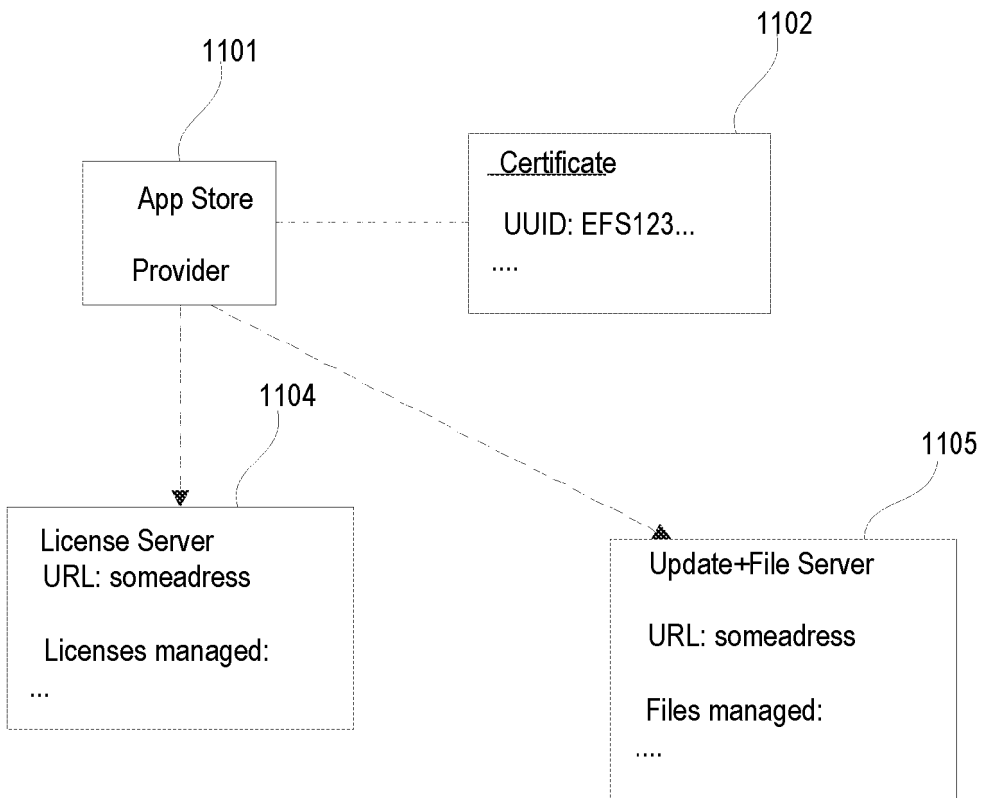 1102
1101
Certificate
App Store
UUID: EFS123...
....
Provider
1104
1105
License Server
URL: someadress
Licenses managed:
...
Update+File Server
URL: someadress
Files managed:
....